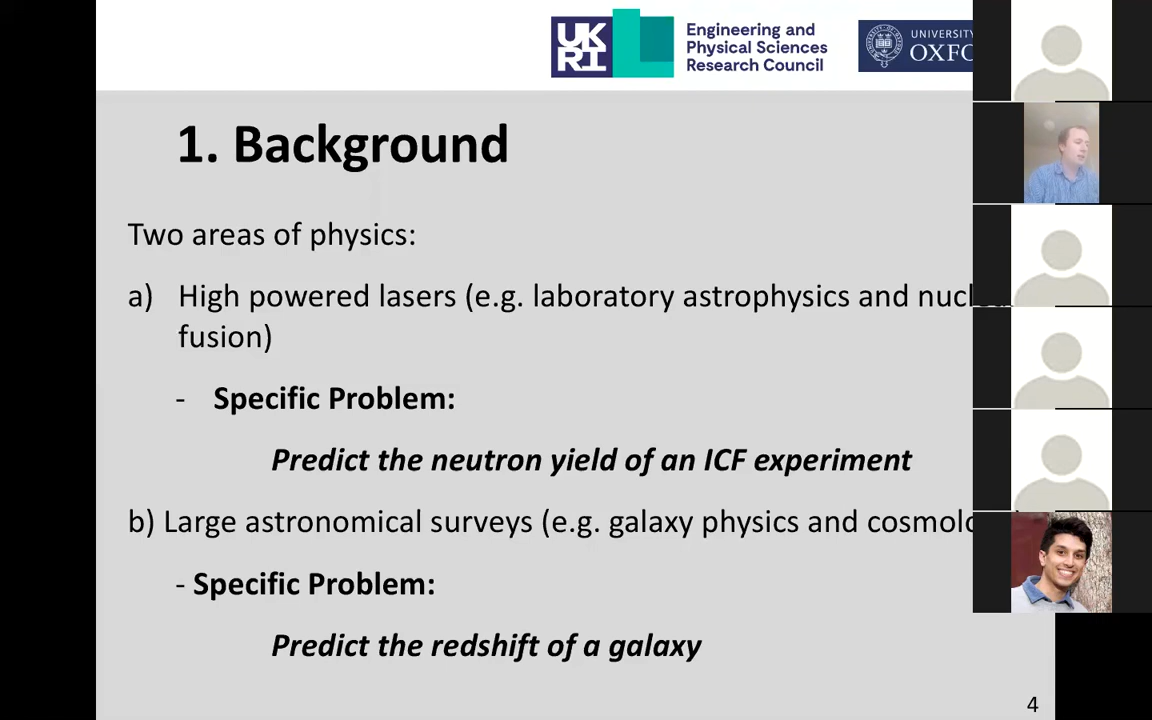 UK
RI
Engineering and
Physical Sciences
Research Council
UNIVERSITY
1. Background
Two areas of physics:
a) High powered lasers (e.g. laboratory astrophysics and
fusion)
- Specific Problem:
Predict the neutron yield of an ICF experiment
b) Large astronomical surveys (e.g. galaxy physics and
- Specific Problem:
Predict the redshift of a galaxy
4